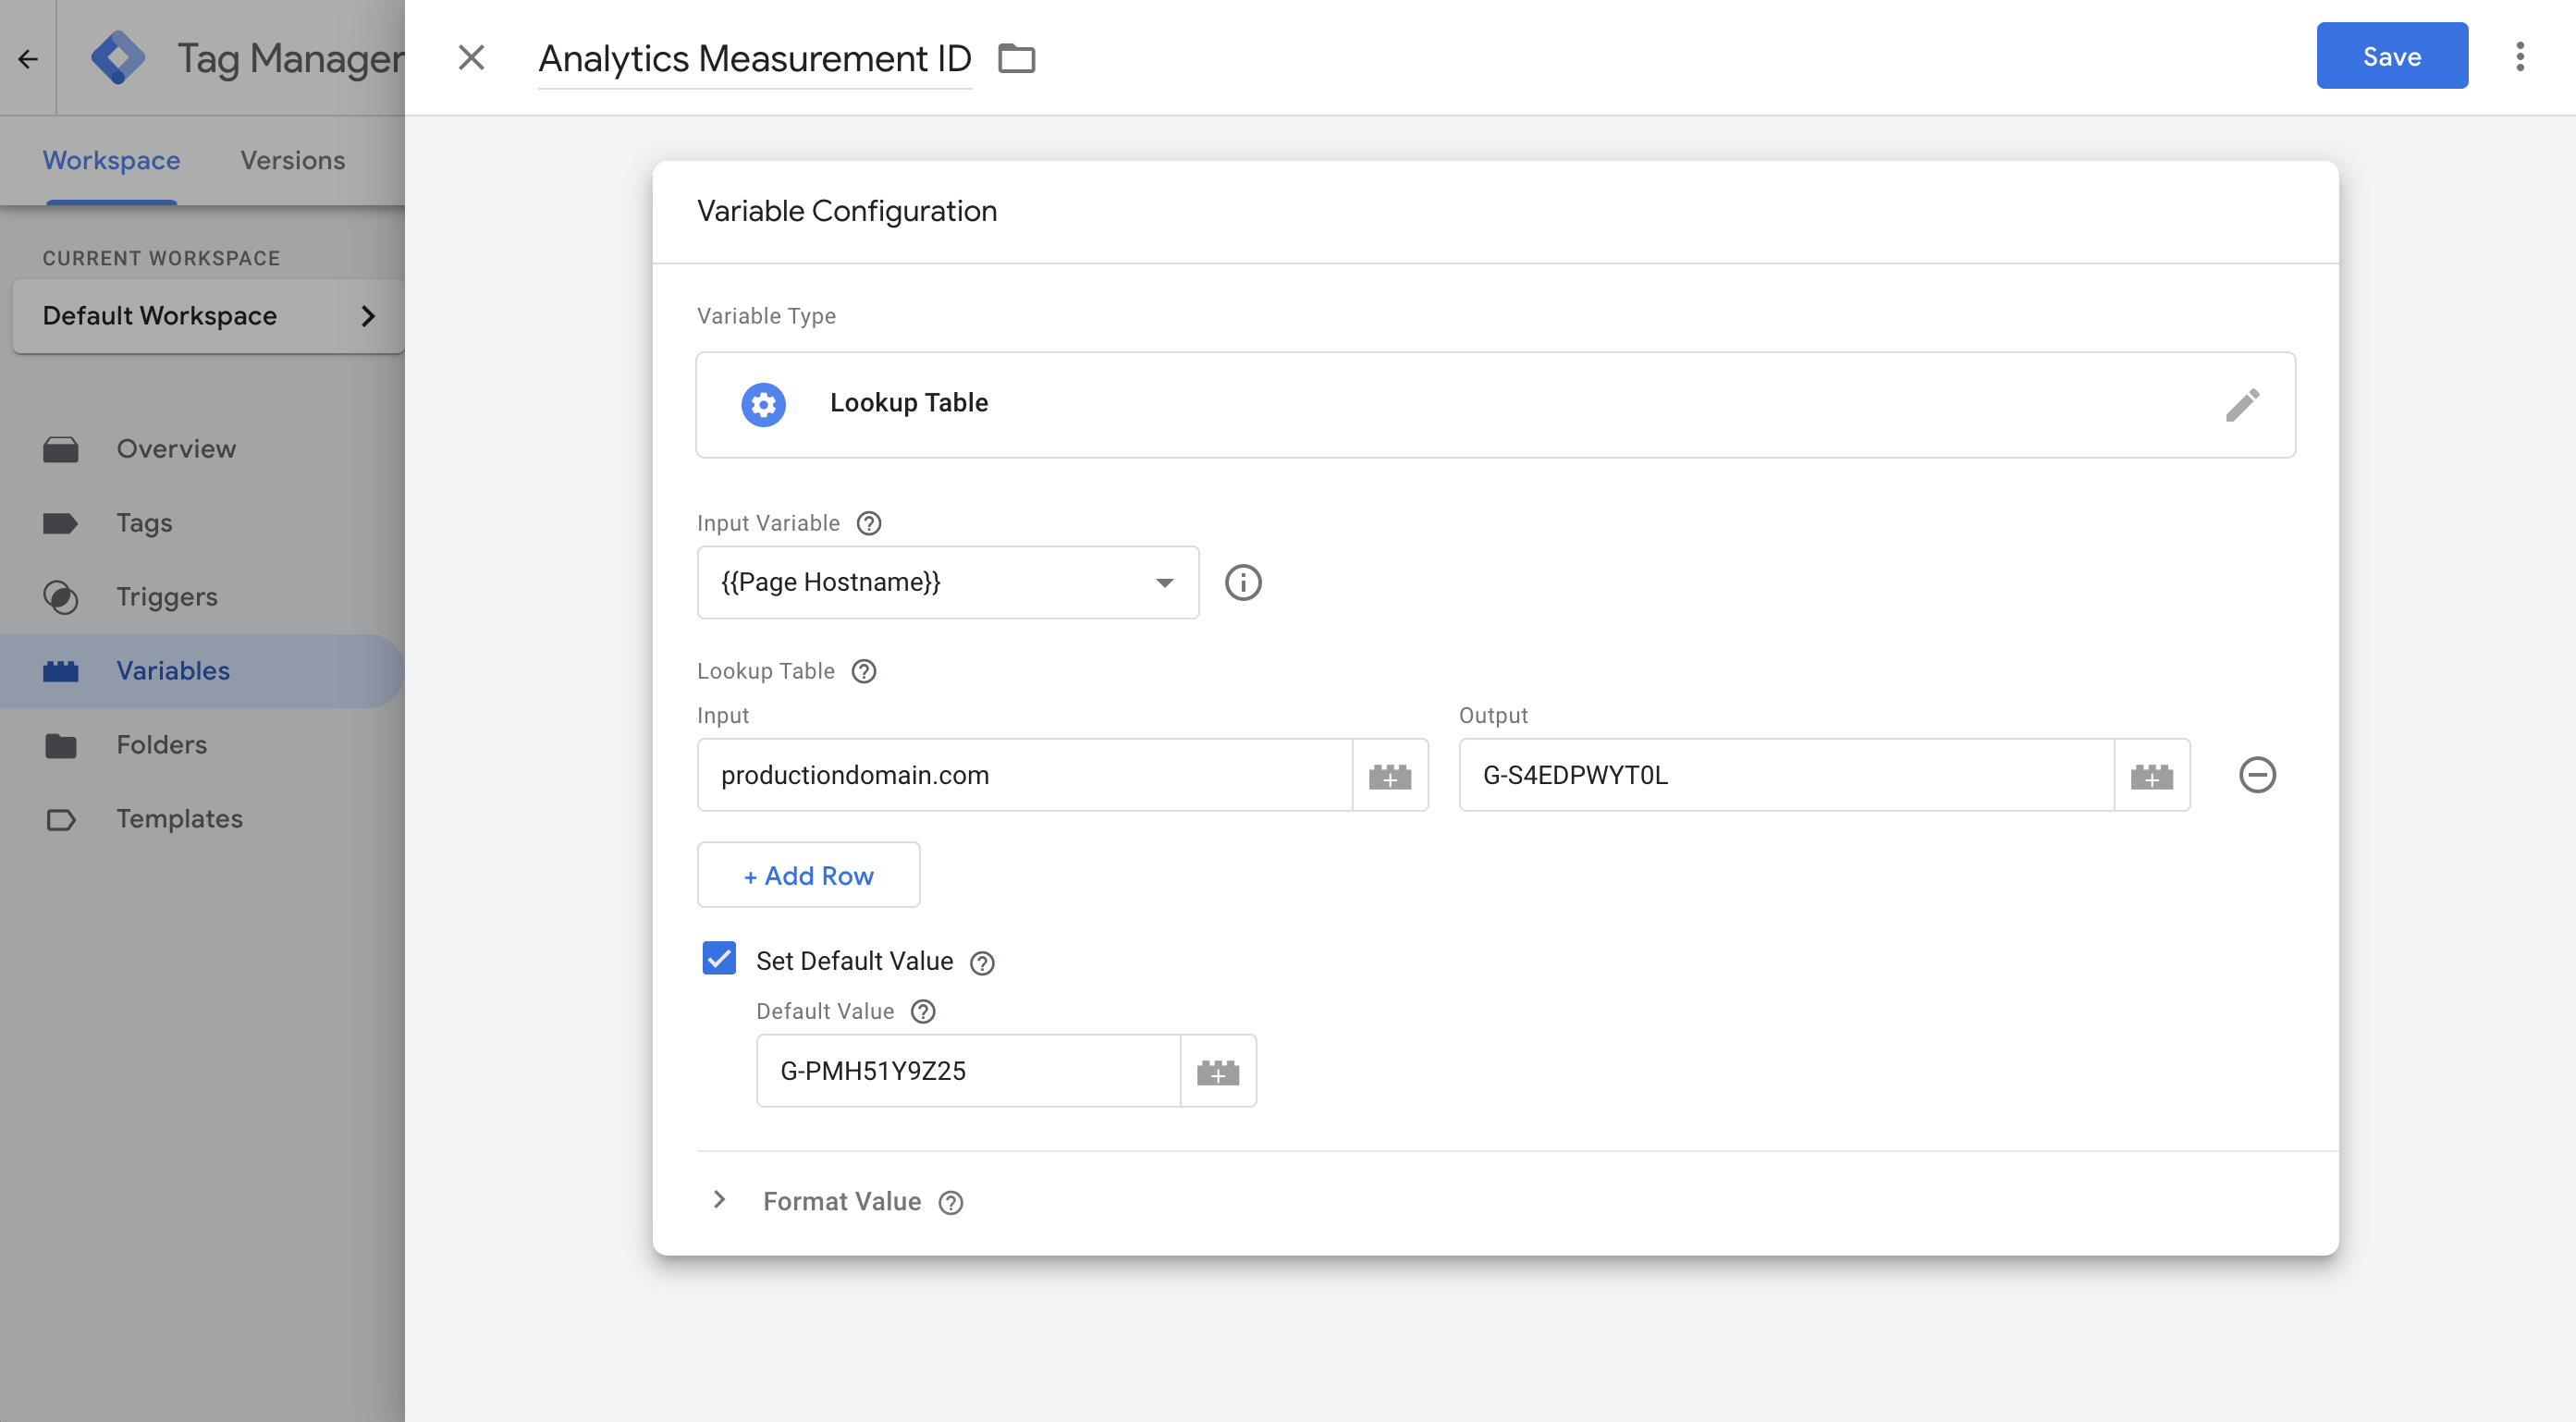 Tag Manager
Analytics Measurement ID
Save
Workspace
Versions
CURRENT WORKSPACE
Default Workspace
Overview
Tags
Triggers
Variables
Folders
Templates
Variable Configuration
Variable Type
Lookup Table
Input Variable
{{Page Hostname}}
Lookup Table
Input
Output
productiondomain.com
G-S4EDPWYT0L
+ Add Row
Set Default Value
Default Value
G-PMH51Y9Z25
Format Value